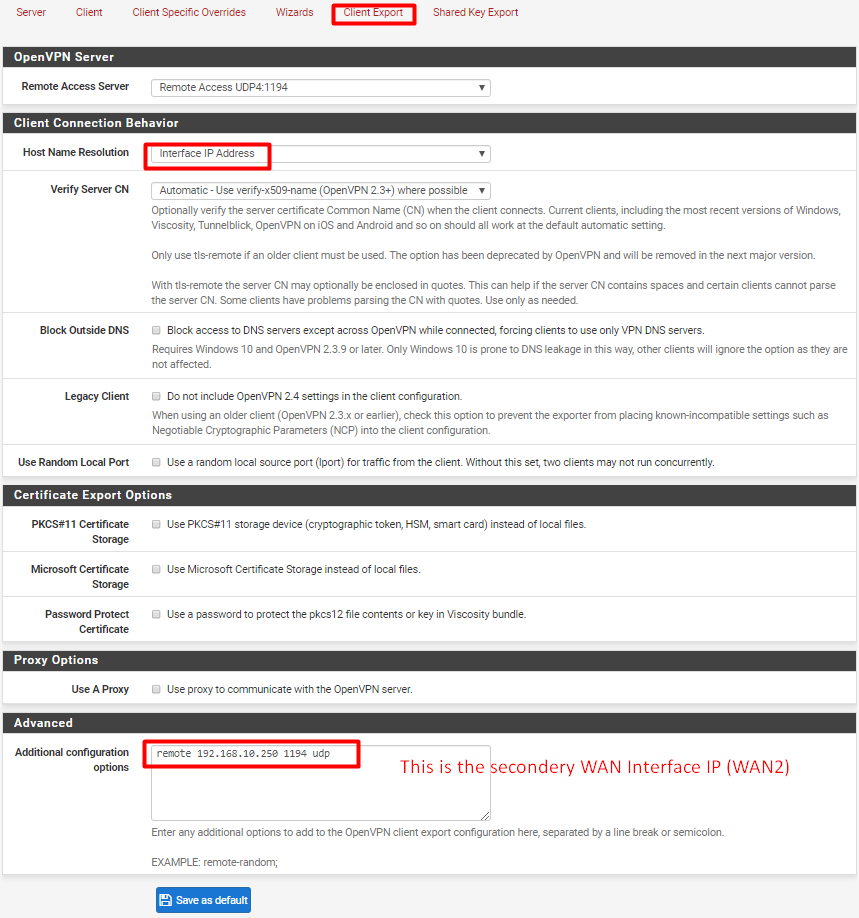 Server Client Client Specific Overrides Wizards Client Export Shared Key Export
OpenVPN Server
Remote Access Server Remote Access UDP4:1194
Client Connection Behavior
Host Name Resolution Interface IP Address
Verify Server CN Automatic - Use verify-x509-name (OpenVPN 2.3+) where possible
Optionally verify the server certificate Common Name (CN) when the client connects. Current clients, including the most recent versions of Windows,
Viscosity, Tunnelblick, OpenVPN on iOS and Android and so on should all work at the default automatic setting.
Only use tls-remote if an older client must be used. The option has been deprecated by OpenVPN and will be removed in the next major version.
With tls-remote the server CN may optionally be enclosed in quotes. This can help if the server CN contains spaces and certain clients cannot parse
the server CN. Some clients have problems parsing the CN with quotes. Use only as needed.
Block Outside DNS Block access to DNS servers except across OpenVPN while connected, forcing clients to use only VPN DNS servers.
Requires Windows 10 and OpenVPN 2.3.9 or later. Only Windows 10 is prone to DNS leakage in this way, other clients will ignore the option as they are
not affected.
Legacy Client Do not include OpenVPN 2.4 settings in the client configuration.
When using an older client (OpenVPN 2.3.x or earlier), check this option to prevent the exporter from placing known-incompatible settings such as
Negotiable Cryptographic Parameters (NCP) into the client configuration.
Use Random Local Port Use a random local source port (lport) for traffic from the client. Without this set, two clients may not run concurrently.
Certificate Export Options
PKCS#11 Certificate Use PKCS#11 storage device (cryptographic token, HSM, smart card) instead of local files.
Storage
Microsoft Certificate Use Microsoft Certificate Storage instead of local files.
Storage
Password Protect Use a password to protect the pkcs12 file contents or key in Viscosity bundle.
Certificate
Proxy Options
Use A Proxy Use proxy to communicate with the OpenVPN server.
Advanced
Additional configuration remote 192.168.10.250 1194 udp
options This is the secondery WAN Interface IP (WAN2)
Enter any additional options to add to the OpenVPN client export configuration here, separated by a line break or semicolon.
EXAMPLE: remote-random;
Save as default